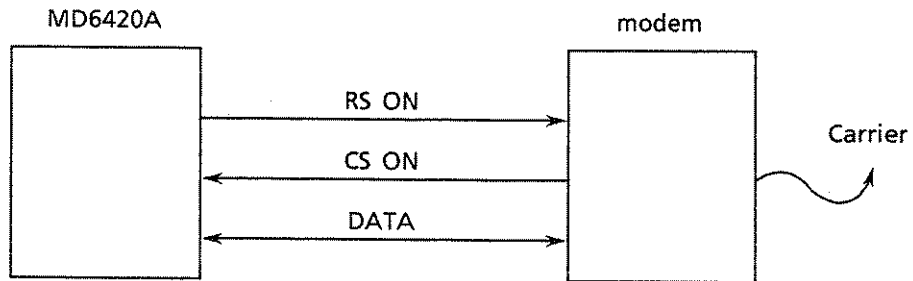 MD6420A
modem
RS ON
CS ON
Carrier
DATA